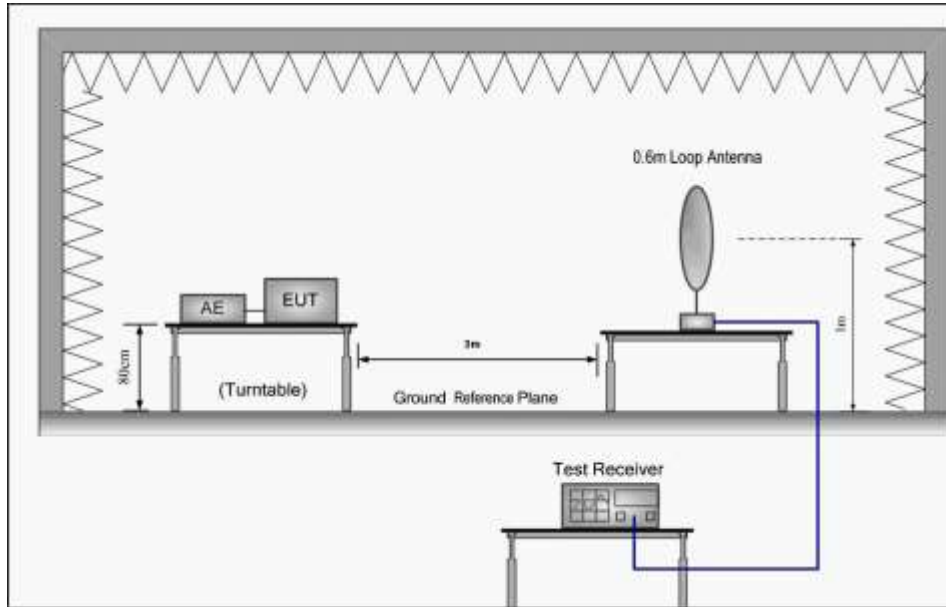 0.6m Loop Antenna
AE
EUT
80cm
(Turntable)
3m
Ground Reference Plane
1m
Test Receiver